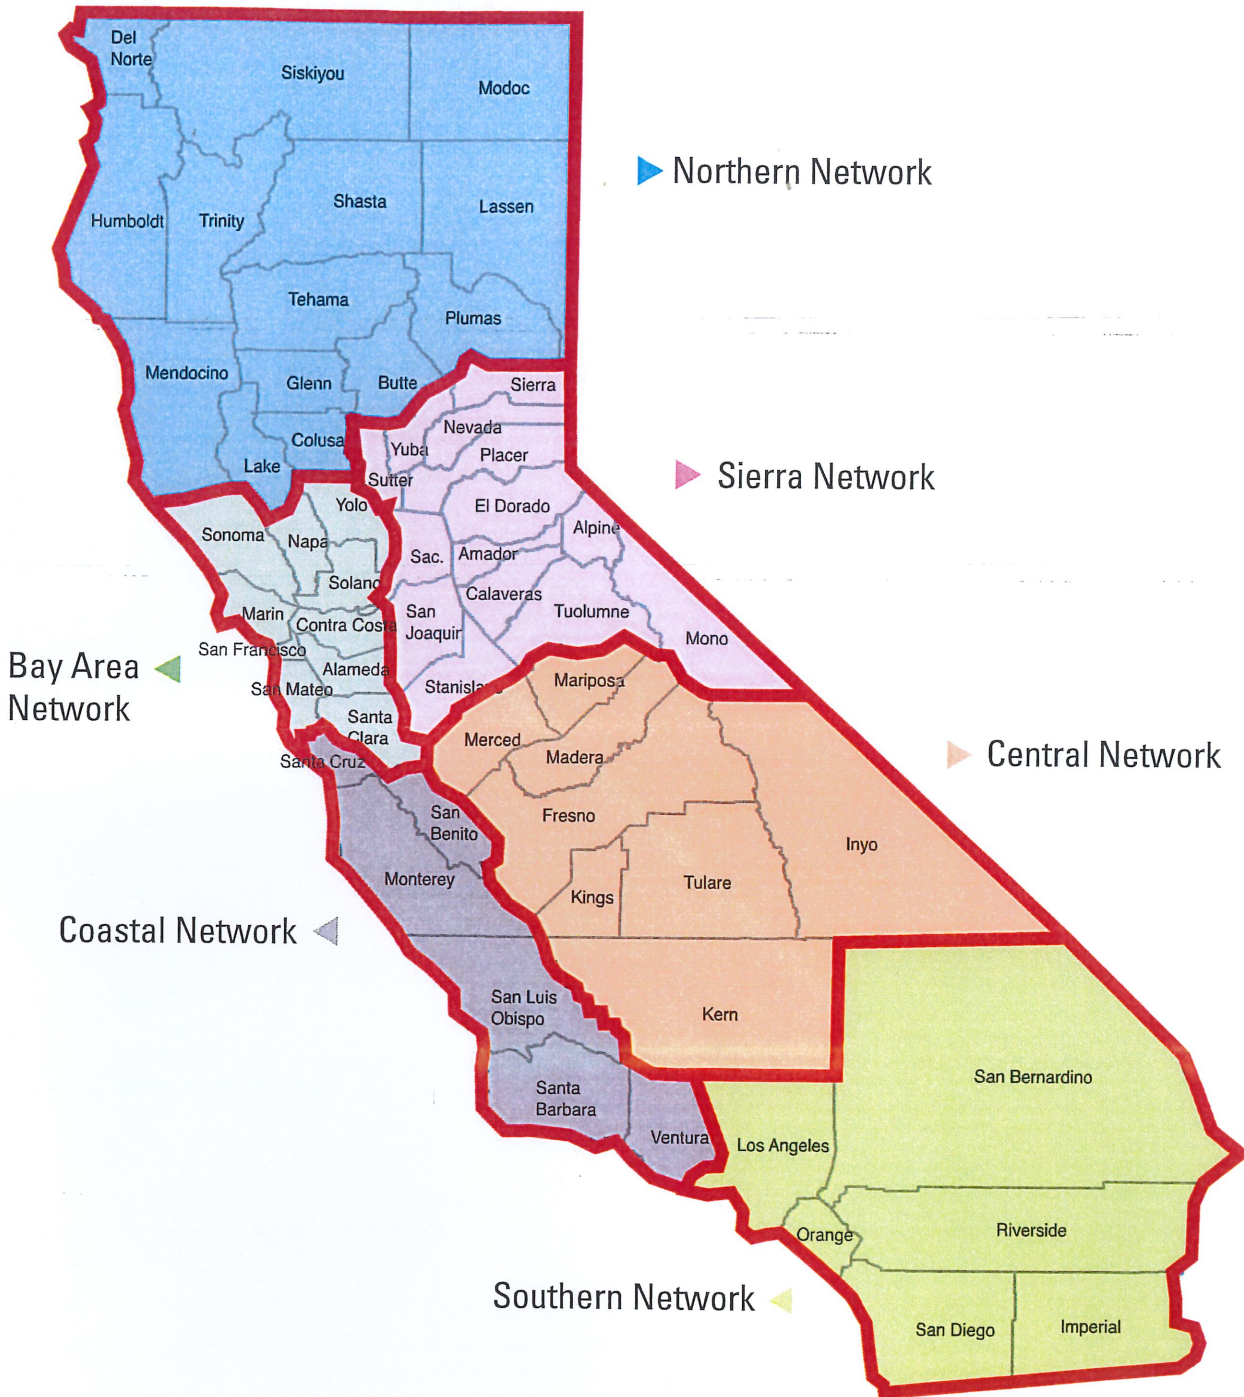 Del
Norte
Siskiyou
Modoc
Northern Network
Humboldt
Trinity
Shasta
Lassen
Tehama
Plumas
Mendocino
Glenn
Butte
Sierra
Nevada
Colusa
Yuba
Placer
Lake
Sutter
Sierra Network
Yolo
El Dorado
Sonoma
Napa
Alpine
Sac.
Amador
Solano
Calaveras
Marin
San
Joaquin
Tuolumne
Contra Costa
Mono
San Francisco
Bay Area
Network
Alameda
San Mateo
Stanislaus
Mariposa
Santa
Clara
Merced
Santa Cruz
Madera
Central Network
San
Benito
Fresno
Inyo
Monterey
Kings
Tulare
Coastal Network
San Luis
Obispo
Kern
San Bernardino
Santa
Barbara
Ventura
Los Angeles
Orange
Riverside
Southern Network
San Diego
Imperial